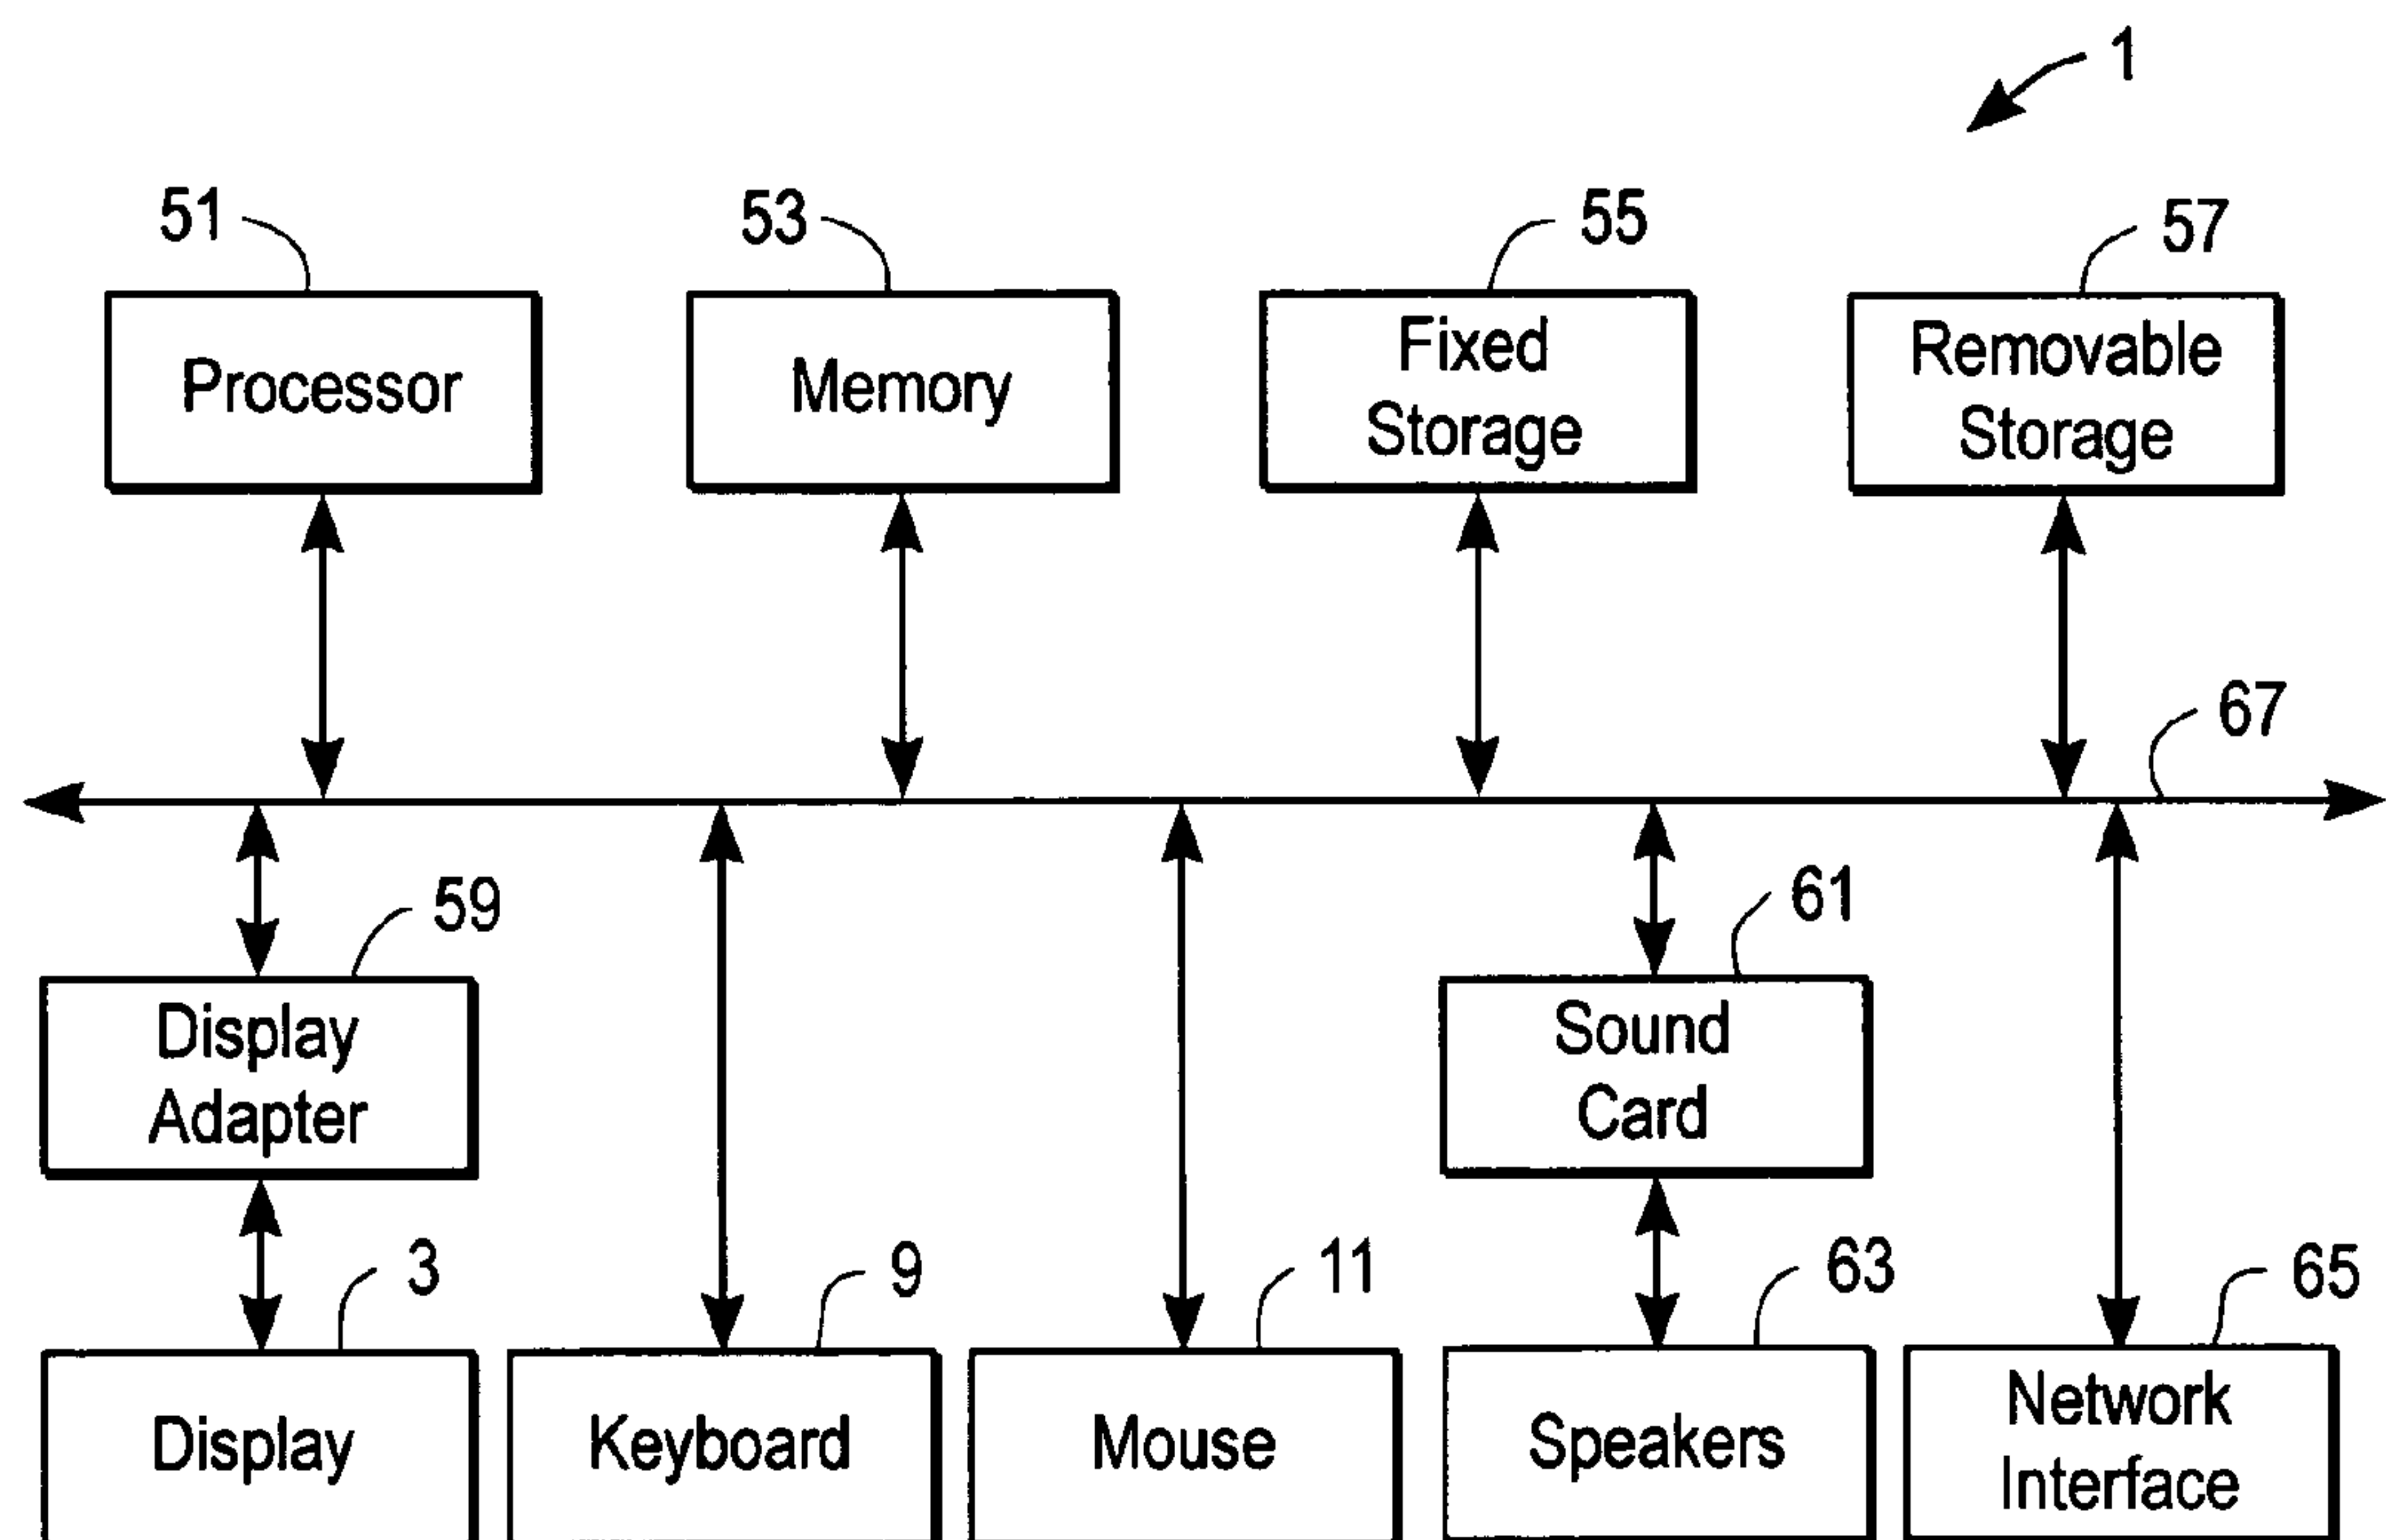 1
51
53
55
57
Processor
Memory
Fixed
Storage
Removable
Storage
67
59
61
Display
Adapter
Sound
Card
3
9
11
63
65
Display
Keyboard
Mouse
Speakers
Network
Interface